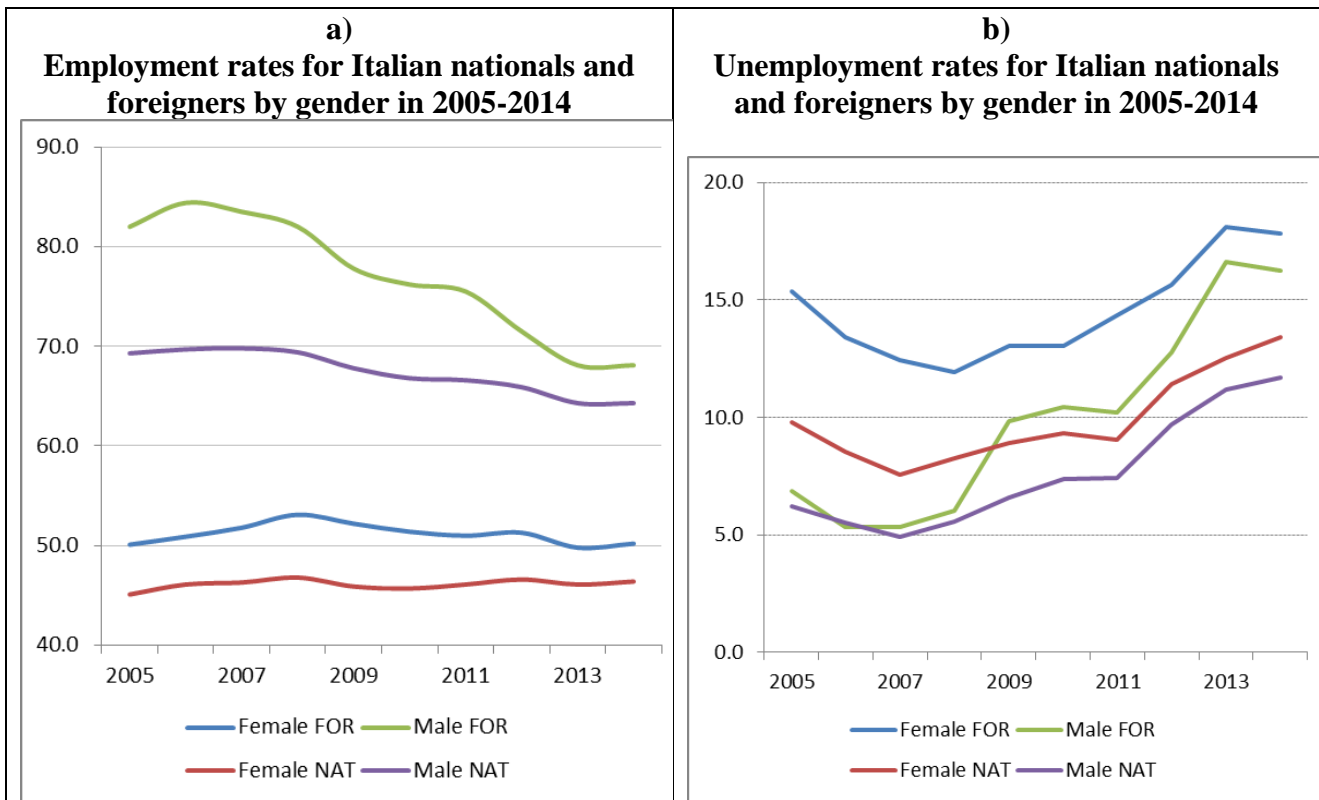 a)
Employment rates for Italian nationals and
foreigners by gender in 2005-2014
90.0
80.0
70.0
60.0
50.0
40.0
2005 2007 2009 2011 2013
Female FOR Male FOR
Female NAT Male NAT
b)
Unemployment rates for Italian nationals
and foreigners by gender in 2005-2014
20.0
15.0
10.0
5.0
0.0
2005 2007 2009 2011 2013
Female FOR Male FOR
Female NAT Male NAT